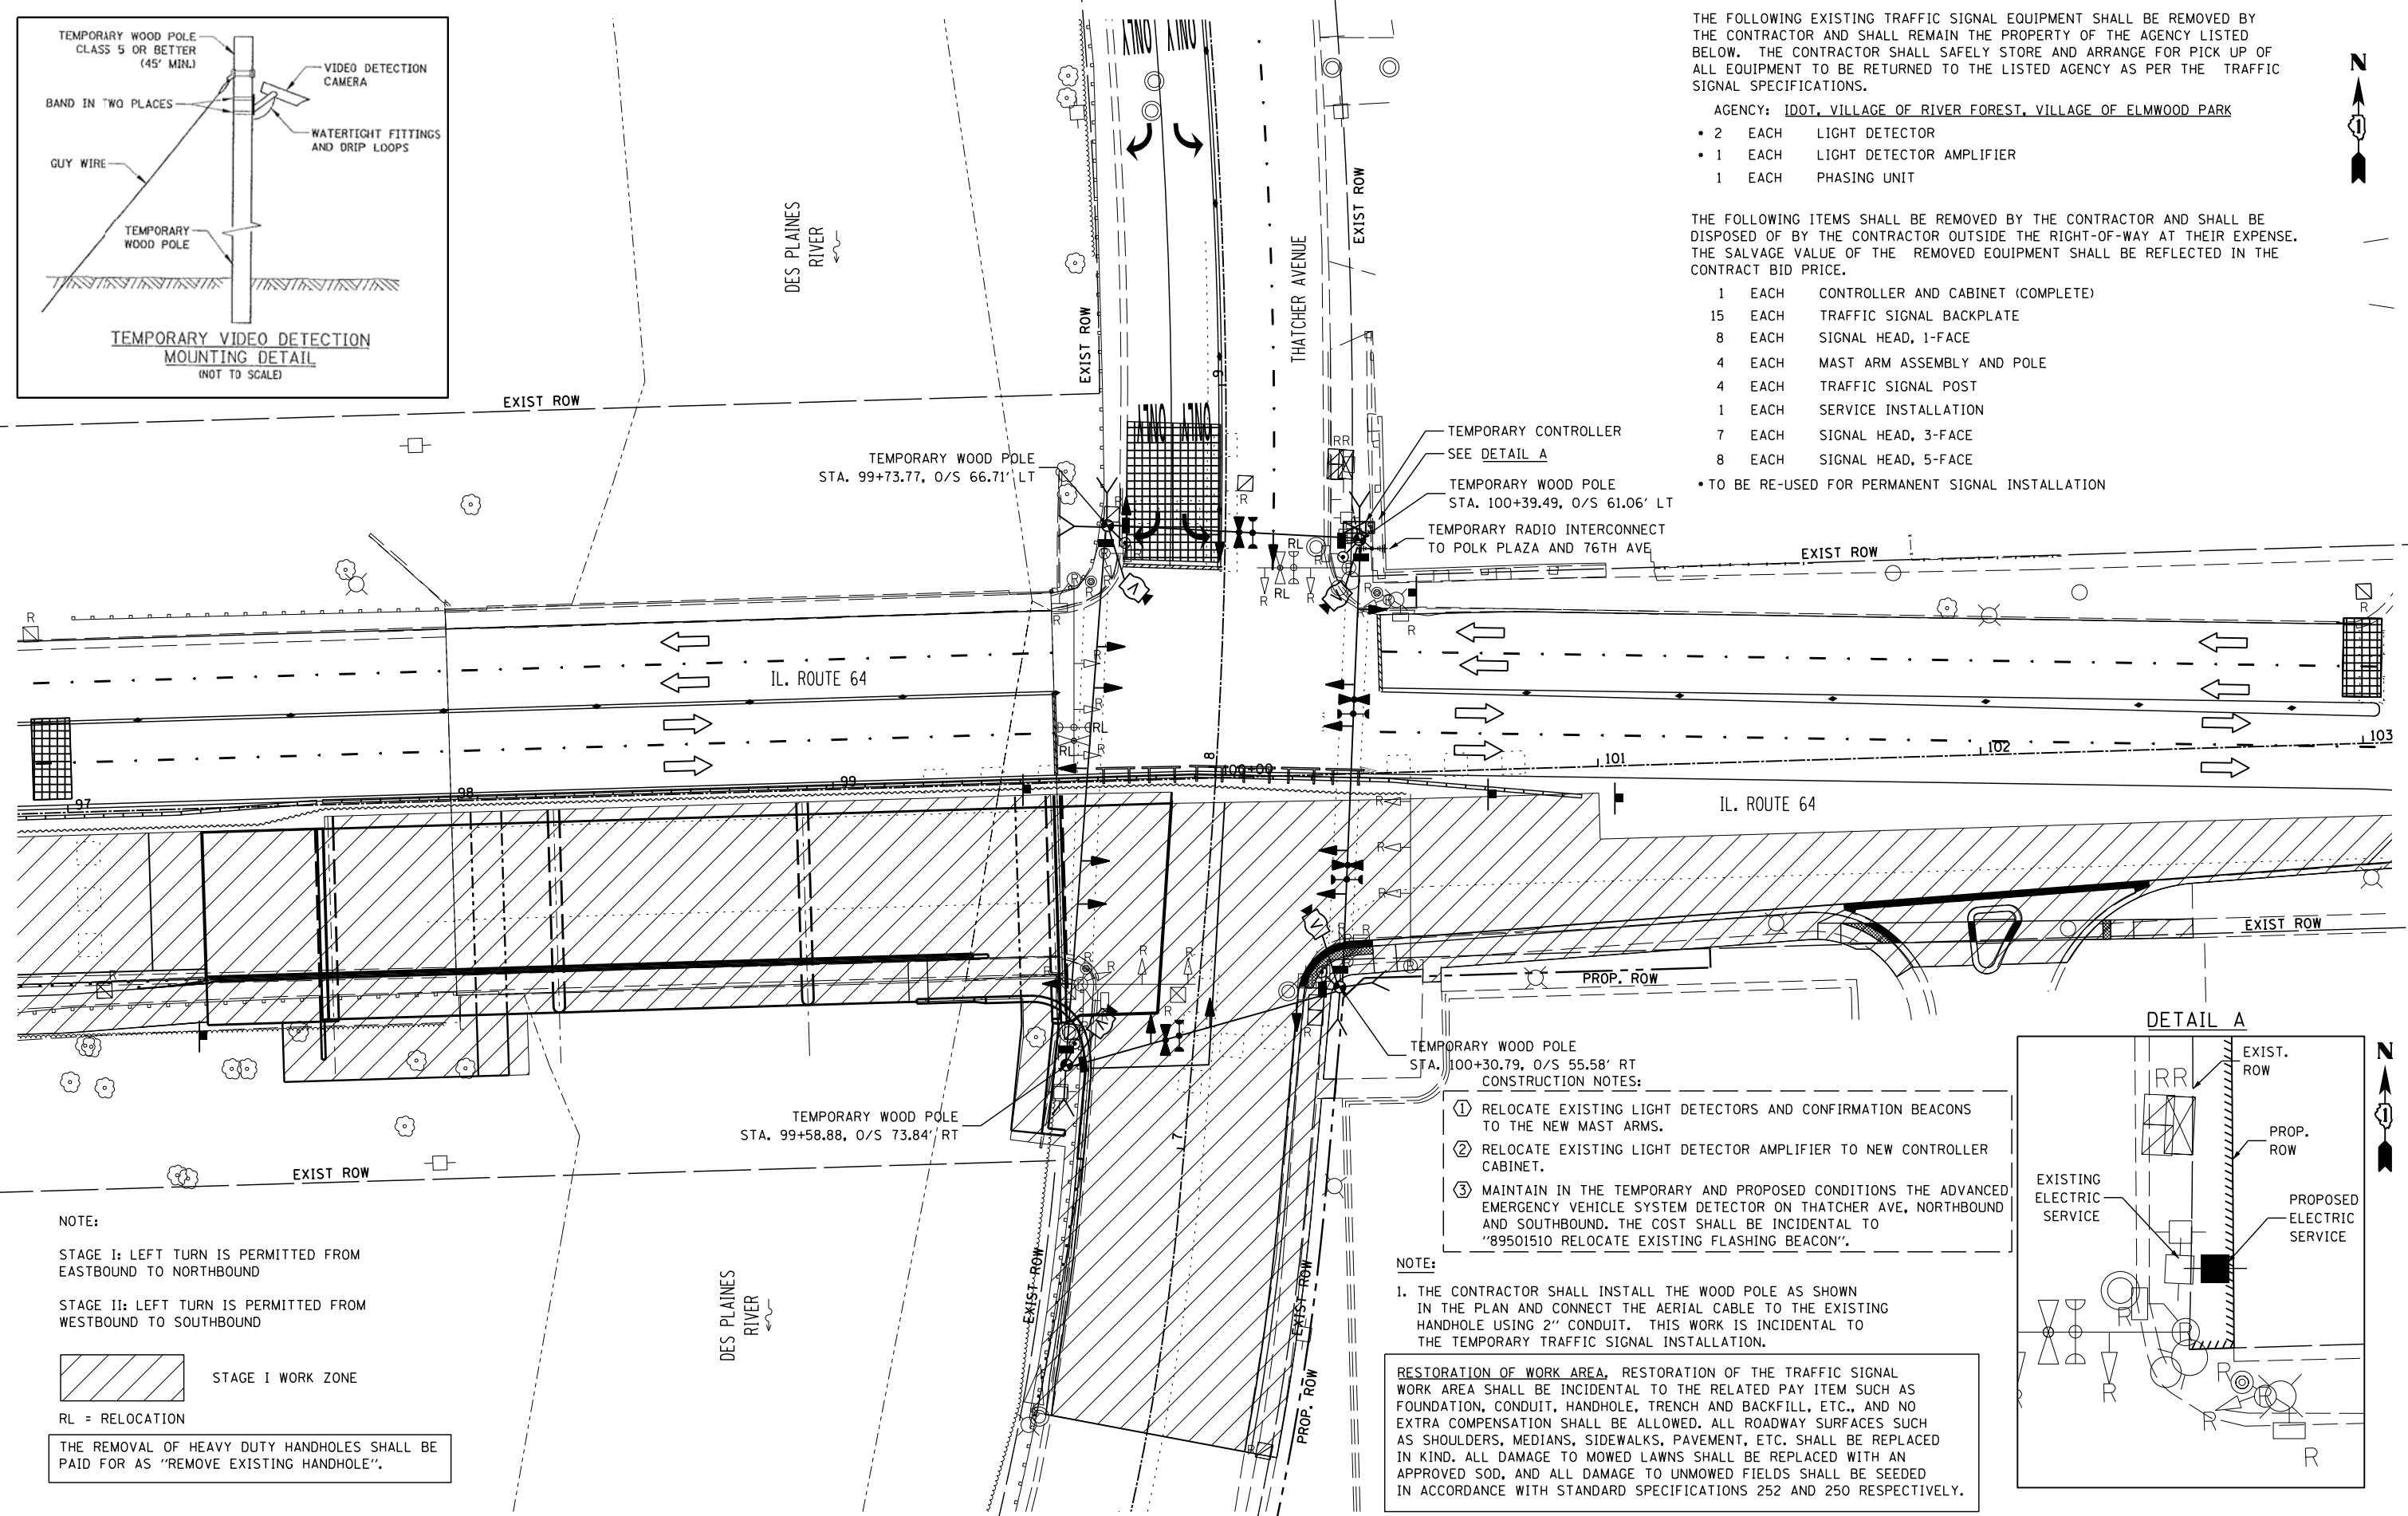 TEMPORARY WOOD POLE
CLASS 5 OR BETTER
(45' MIN.)
VIDEO DETECTION
CAMERA
BAND IN TWO PLACES
WATERTIGHT FITTINGS
AND DRIP LOOPS
GUY WIRE
TEMPORARY
WOOD POLE
TEMPORARY VIDEO DETECTION
MOUNTING DETAIL
(NOT TO SCALE)
THE FOLLOWING EXISTING TRAFFIC SIGNAL EQUIPMENT SHALL BE REMOVED BY
THE CONTRACTOR AND SHALL REMAIN THE PROPERTY OF THE AGENCY LISTED
BELOW. THE CONTRACTOR SHALL SAFELY STORE AND ARRANGE FOR PICK UP OF
ALL EQUIPMENT TO BE RETURNED TO THE LISTED AGENCY AS PER THE TRAFFIC
SIGNAL SPECIFICATIONS.
AGENCY: IDOT, VILLAGE OF RIVER FOREST, VILLAGE OF ELMWOOD PARK
* 2 EACH LIGHT DETECTOR
* 1 EACH LIGHT DETECTOR AMPLIFIER
1 EACH PHASING UNIT
THE FOLLOWING ITEMS SHALL BE REMOVED BY THE CONTRACTOR AND SHALL BE
DISPOSED OF BY THE CONTRACTOR OUTSIDE THE RIGHT-OF-WAY AT THEIR EXPENSE.
THE SALVAGE VALUE OF THE REMOVED EQUIPMENT SHALL BE REFLECTED IN THE
CONTRACT BID PRICE.
1 EACH CONTROLLER AND CABINET (COMPLETE)
15 EACH TRAFFIC SIGNAL BACKPLATE
8 EACH SIGNAL HEAD, 1-FACE
4 EACH MAST ARM ASSEMBLY AND POLE
4 EACH TRAFFIC SIGNAL POST
1 EACH SERVICE INSTALLATION
7 EACH SIGNAL HEAD, 3-FACE
8 EACH SIGNAL HEAD, 5-FACE
* TO BE RE-USED FOR PERMANENT SIGNAL INSTALLATION
N
1
ONLY
ONLY
DES PLAINES
RIVER
THATCHER AVENUE
EXIST ROW
EXIST ROW
EXIST ROW
9
ONLY
ONLY
TEMPORARY WOOD POLE
STA. 99+73.77, O/S 66.71' LT
TEMPORARY CONTROLLER
SEE DETAIL A
TEMPORARY WOOD POLE
STA. 100+39.49, O/S 61.06' LT
TEMPORARY RADIO INTERCONNECT
TO POLK PLAZA AND 76TH AVE
EXIST ROW
RR
R
RL
RL
IL. ROUTE 64
RL
RL
97
98
99
100+00
101
102
103
8
IL. ROUTE 64
EXIST ROW
PROP. ROW
TEMPORARY WOOD POLE
STA. 100+30.79, O/S 55.58' RT
TEMPORARY WOOD POLE
STA. 99+58.88, O/S 73.84' RT
7
EXIST ROW
EXIST ROW
EXIST ROW
PROP. ROW
DES PLAINES
RIVER
CONSTRUCTION NOTES:
1 RELOCATE EXISTING LIGHT DETECTORS AND CONFIRMATION BEACONS
TO THE NEW MAST ARMS.
2 RELOCATE EXISTING LIGHT DETECTOR AMPLIFIER TO NEW CONTROLLER
CABINET.
3 MAINTAIN IN THE TEMPORARY AND PROPOSED CONDITIONS THE ADVANCED
EMERGENCY VEHICLE SYSTEM DETECTOR ON THATCHER AVE, NORTHBOUND
AND SOUTHBOUND. THE COST SHALL BE INCIDENTAL TO
"89501510 RELOCATE EXISTING FLASHING BEACON".
NOTE:
1. THE CONTRACTOR SHALL INSTALL THE WOOD POLE AS SHOWN
IN THE PLAN AND CONNECT THE AERIAL CABLE TO THE EXISTING
HANDHOLE USING 2" CONDUIT. THIS WORK IS INCIDENTAL TO
THE TEMPORARY TRAFFIC SIGNAL INSTALLATION.
RESTORATION OF WORK AREA. RESTORATION OF THE TRAFFIC SIGNAL
WORK AREA SHALL BE INCIDENTAL TO THE RELATED PAY ITEM SUCH AS
FOUNDATION, CONDUIT, HANDHOLE, TRENCH AND BACKFILL, ETC., AND NO
EXTRA COMPENSATION SHALL BE ALLOWED. ALL ROADWAY SURFACES SUCH
AS SHOULDERS, MEDIANS, SIDEWALKS, PAVEMENT, ETC. SHALL BE REPLACED
IN KIND. ALL DAMAGE TO MOWED LAWNS SHALL BE REPLACED WITH AN
APPROVED SOD, AND ALL DAMAGE TO UNMOWED FIELDS SHALL BE SEEDED
IN ACCORDANCE WITH STANDARD SPECIFICATIONS 252 AND 250 RESPECTIVELY.
DETAIL A
EXIST.
ROW
RR
PROP.
ROW
EXISTING
ELECTRIC
SERVICE
PROPOSED
ELECTRIC
SERVICE
R
R
R
R
R
R
R
N
1
NOTE:
STAGE I: LEFT TURN IS PERMITTED FROM
EASTBOUND TO NORTHBOUND
STAGE II: LEFT TURN IS PERMITTED FROM
WESTBOUND TO SOUTHBOUND
STAGE I WORK ZONE
RL = RELOCATION
THE REMOVAL OF HEAVY DUTY HANDHOLES SHALL BE
PAID FOR AS "REMOVE EXISTING HANDHOLE".